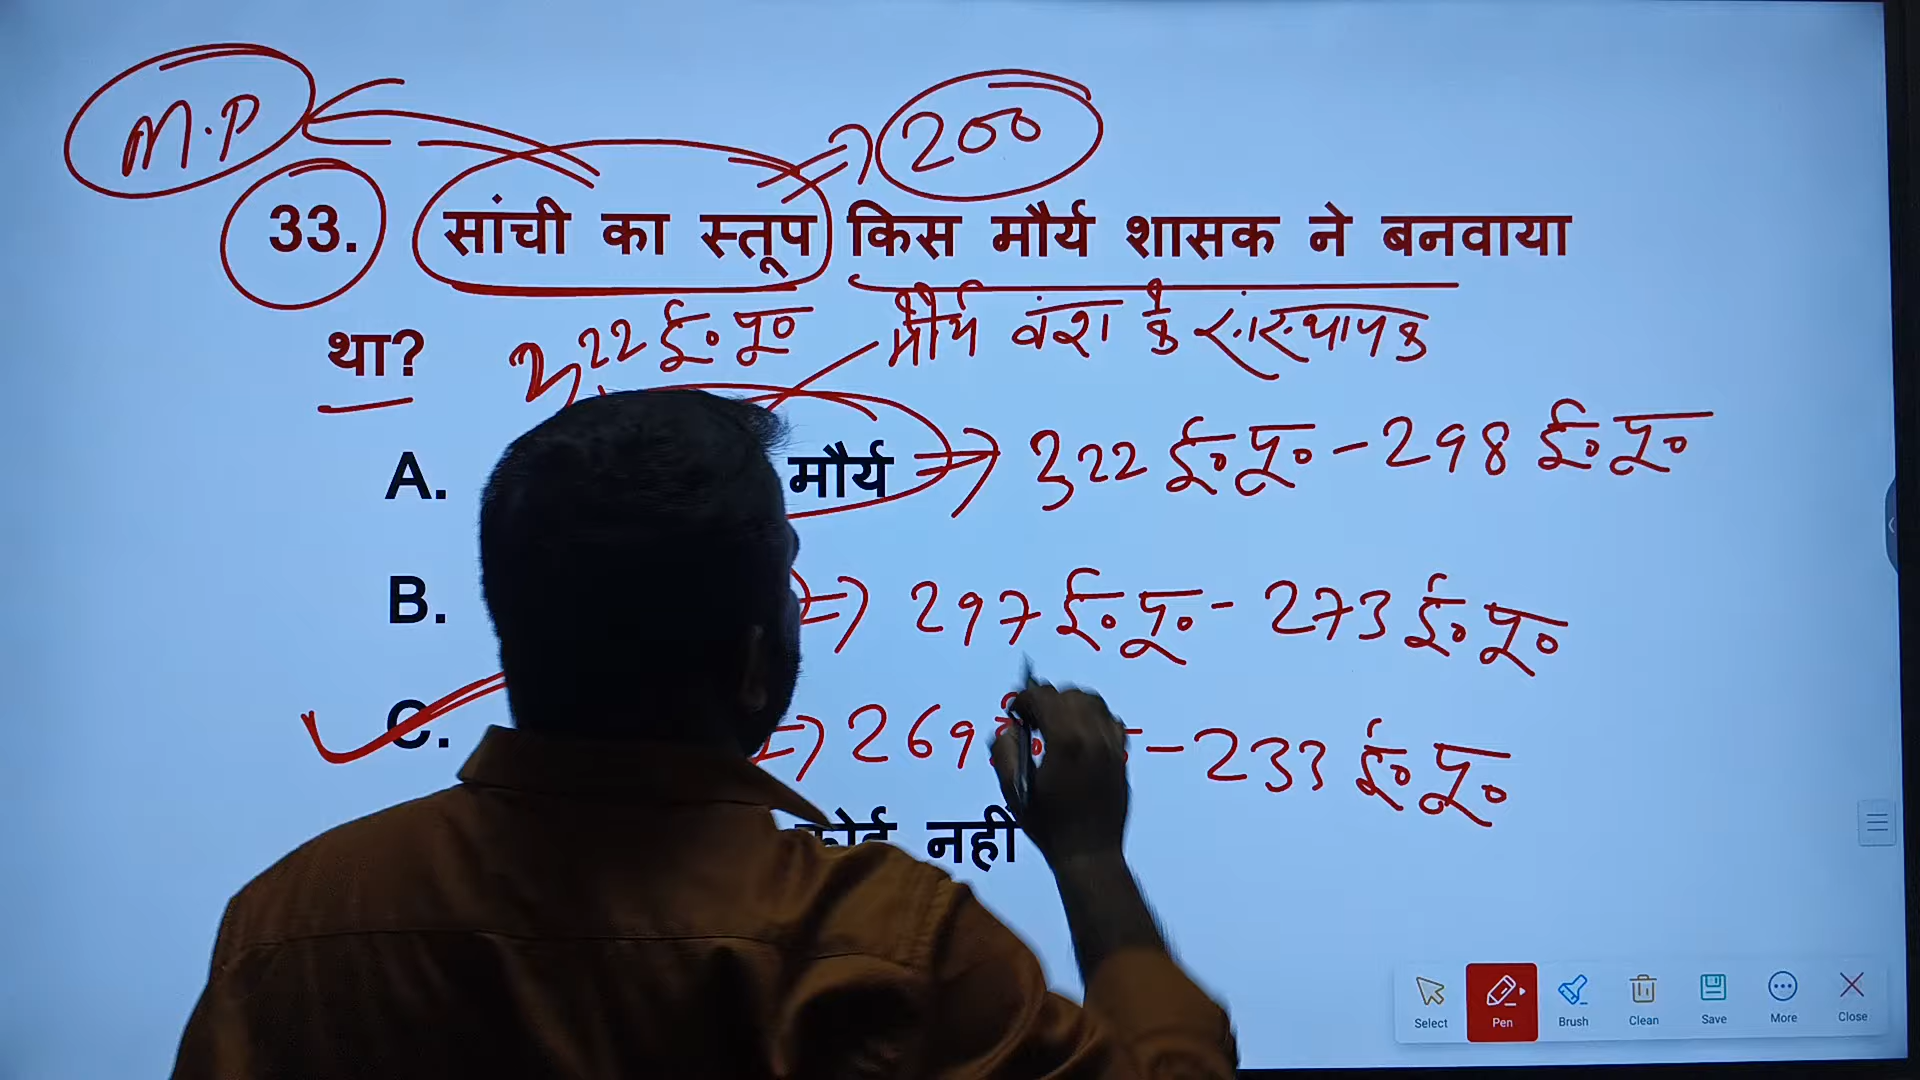 M.P
200
33. सांची का स्तूप किस मौर्य शासक ने बनवाया
था?
322 ई॰ पू॰
मौर्य वंश के संस्थापक
A. मौर्य => 322 ई॰ पू॰ - 298 ई॰ पू॰
B. => 297 ई॰ पू॰ - 273 ई॰ पू॰
C. => 269 - 233 ई॰ पू॰
कोई नहीं
Select
Pen
Brush
Clean
Save
More
Close